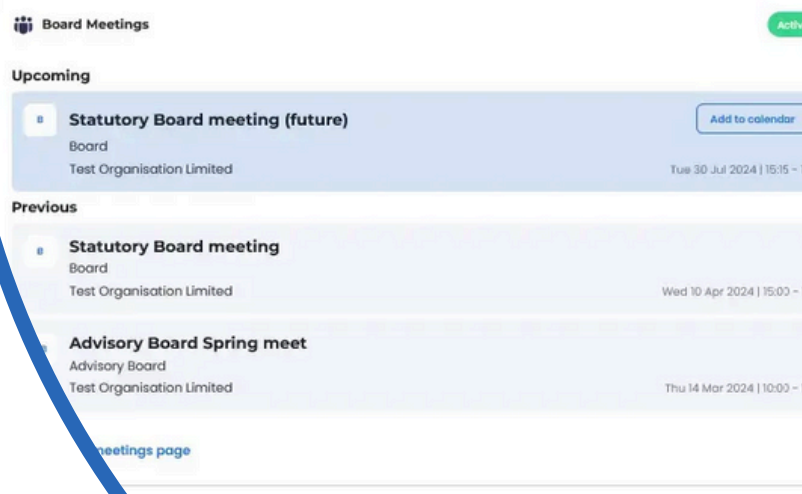 Board Meetings
Upcoming
B
Statutory Board meeting (future)
Add to calendar
Board
Test Organisation Limited
Tue 30 Jul 2024 | 15:15 -
Previous
B
Statutory Board meeting
Board
Test Organisation Limited
Wed 10 Apr 2024 | 15:00 -
Advisory Board Spring meet
Advisory Board
Test Organisation Limited
Thu 14 Mar 2024 | 10:00 -
meetings page